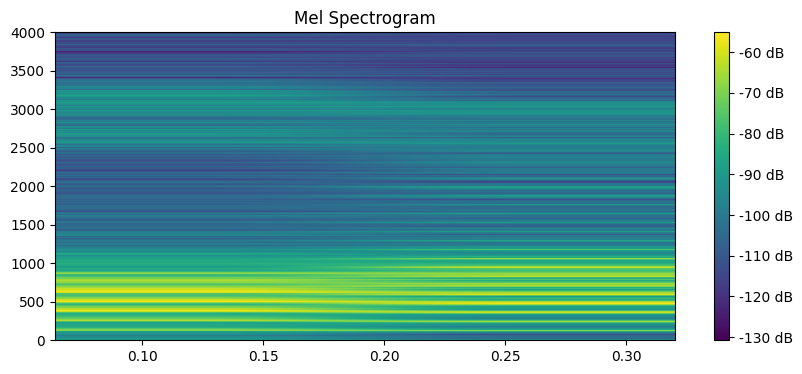 Mel Spectrogram
4000
3500
3000
2500
2000
1500
1000
500
0
0.10 0.15 0.20 0.25 0.30
-60 dB
-70 dB
-80 dB
-90 dB
-100 dB
-110 dB
-120 dB
-130 dB